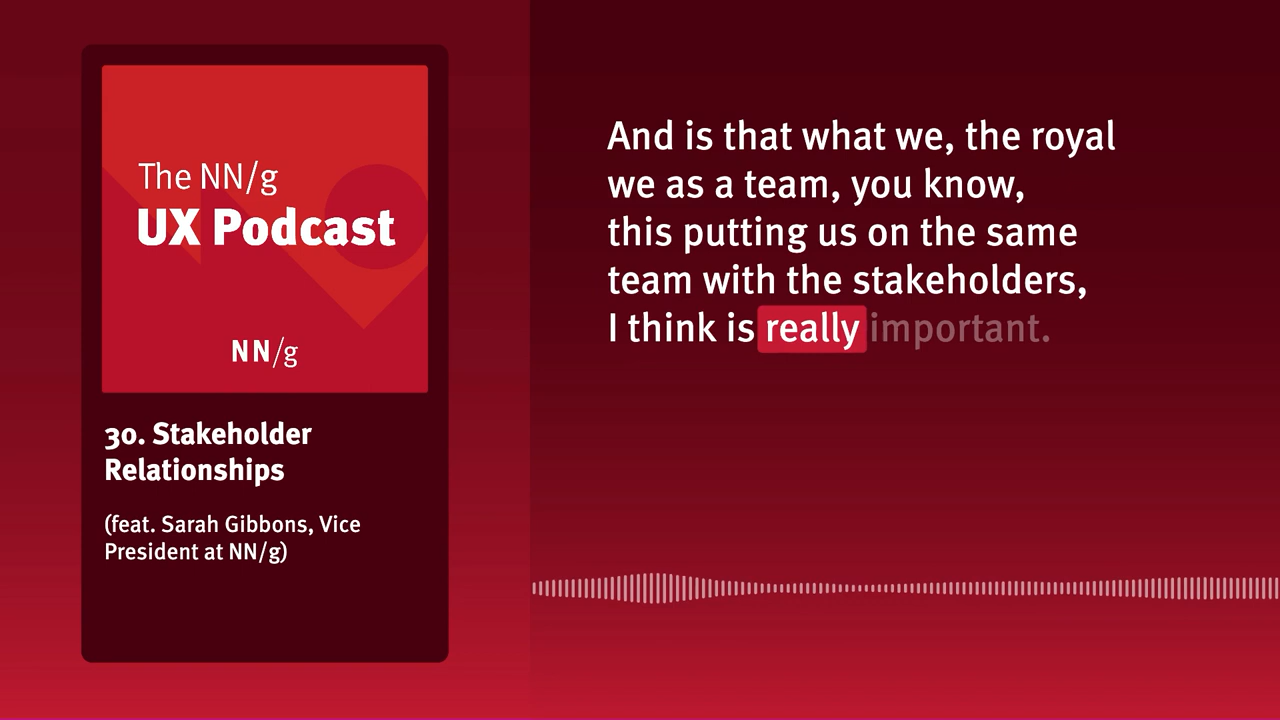 The NN/g
UX Podcast
NN/g
30. Stakeholder
Relationships
(feat. Sarah Gibbons, Vice
President at NN/g)
And is that what we, the royal
we as a team, you know,
this putting us on the same
team with the stakeholders,
I think is really important.